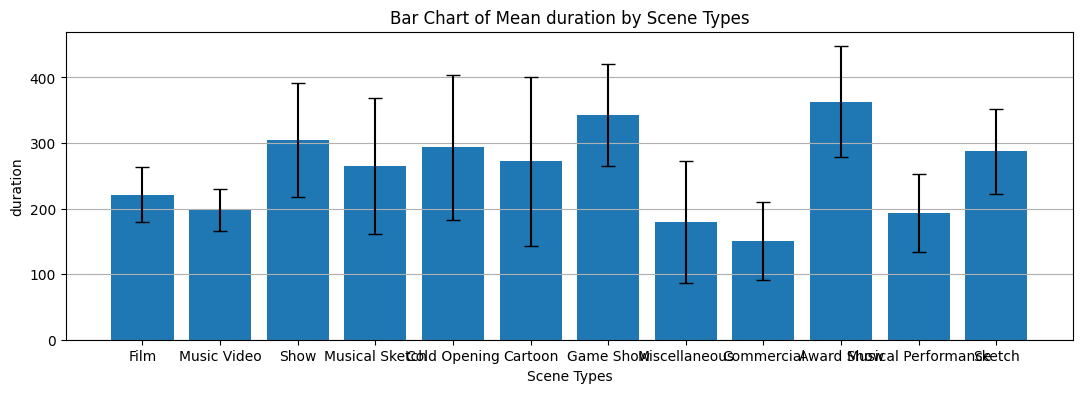 Bar Chart of Mean duration by Scene Types
400
300
200
100
0
duration
Film Music Video Show Musical Sketch Cold Opening Cartoon Game Show Miscellaneous Commercial Award Show Musical Performance Sketch
Scene Types